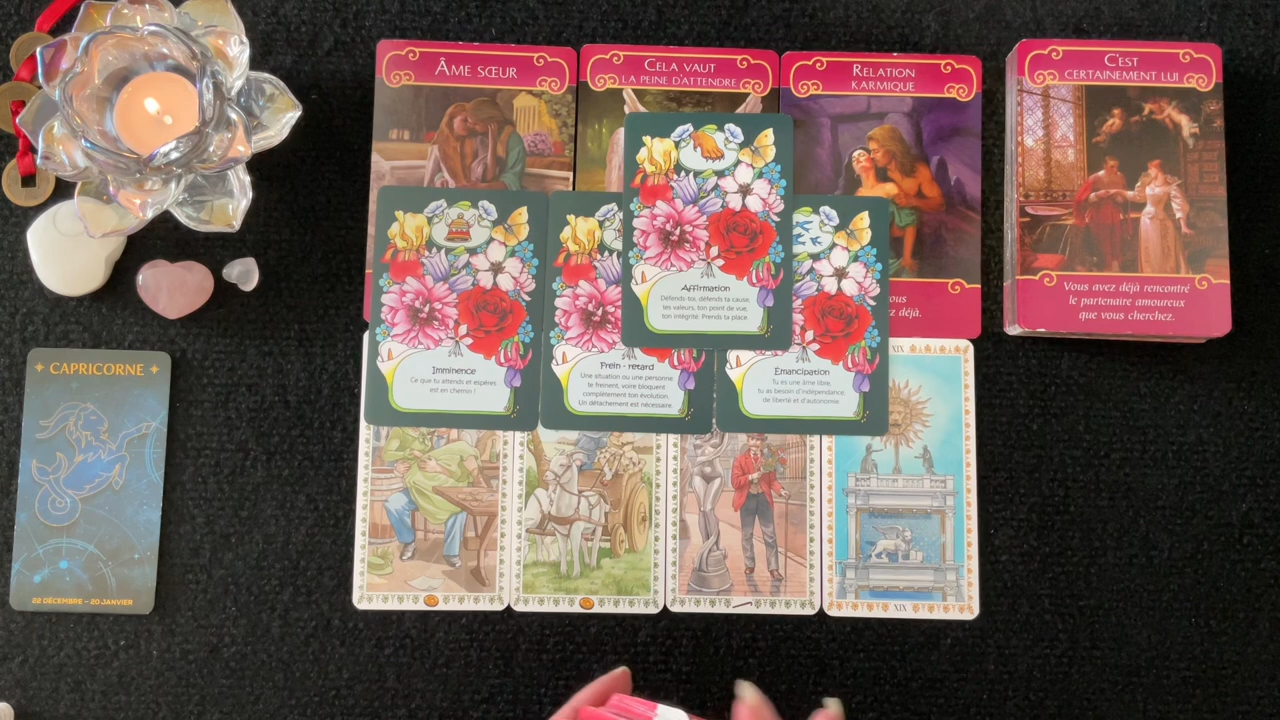 ÂME SŒUR
CELA VAUT
LA PEINE D'ATTENDRE
RELATION
KARMIQUE
C'EST
CERTAINEMENT LUI
Vous avez déjà rencontré
le partenaire amoureux
que vous cherchez.
Affirmation
Défends-toi, défends ta cause,
tes valeurs, ton point de vue,
ton intégrité. Prends ta place.
ous
ez déjà.
Imminence
Ce que tu attends et espères
est en chemin !
Frein - retard
Une situation ou une personne
te freinent, voire bloquent
complètement ton évolution.
Un détachement est nécessaire.
Émancipation
Tu es une âme libre,
tu as besoin d'indépendance,
de liberté et d'autonomie.
XIX
XIX
CAPRICORNE
22 DÉCEMBRE - 20 JANVIER